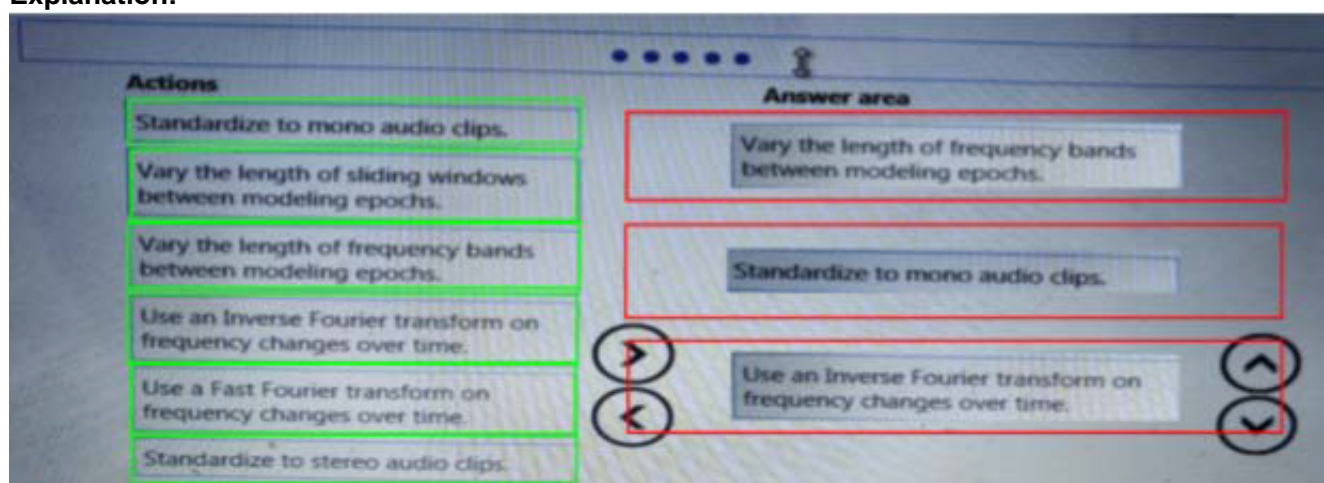 Explanation:
Actions
Standardize to mono audio clips.
Vary the length of sliding windows
between modeling epochs.
Vary the length of frequency bands
between modeling epochs.
Use an Inverse Fourier transform on
frequency changes over time.
Use a Fast Fourier transform on
frequency changes over time.
Standardize to stereo audio clips.
Answer area
Vary the length of frequency bands
between modeling epochs.
Standardize to mono audio clips.
Use an Inverse Fourier transform on
frequency changes over time.